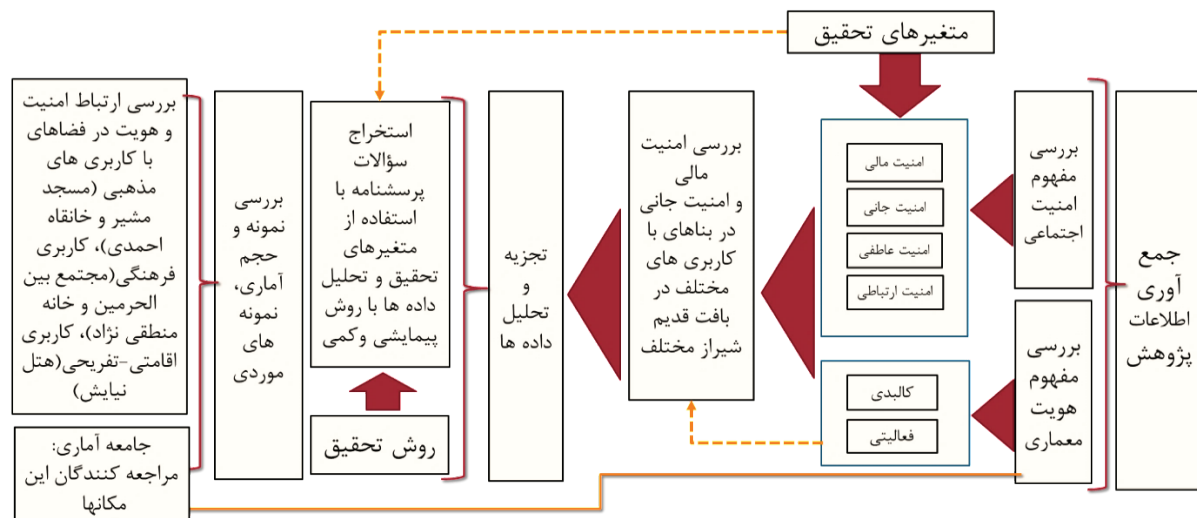 متغیرهای تحقیق
جمع
آوری
اطلاعات
پژوهش
بررسی
مفهوم
امنیت
اجتماعی
بررسی
مفهوم
هویت
معماری
امنیت مالی
امنیت جانی
امنیت عاطفی
امنیت ارتباطی
کالبدی
فعالیتی
بررسی امنیت
مالی
و امنیت جانی
در بناهای با
کاربری های
مختلف در
بافت قدیم
شیراز مختلف
تجزیه
و
تحلیل
داده ها
استخراج
سؤالات
پرسشنامه با
استفاده از
متغیرهای
تحقیق و تحلیل
داده ها با روش
پیمایشی وکمی
روش تحقیق
بررسی
نمونه و
حجم
آماری،
نمونه
های
موردی
بررسی ارتباط امنیت
و هویت در فضاهای
با کاربری های
مذهبی (مسجد
مشیر و خانقاه
احمدی)، کاربری
فرهنگی(مجتمع بین
الحرمین و خانه
منطقی نژاد)، کاربری
اقامتی-تفریحی(هتل
نیایش)
جامعه آماری:
مراجعه کنندگان این
مکانها